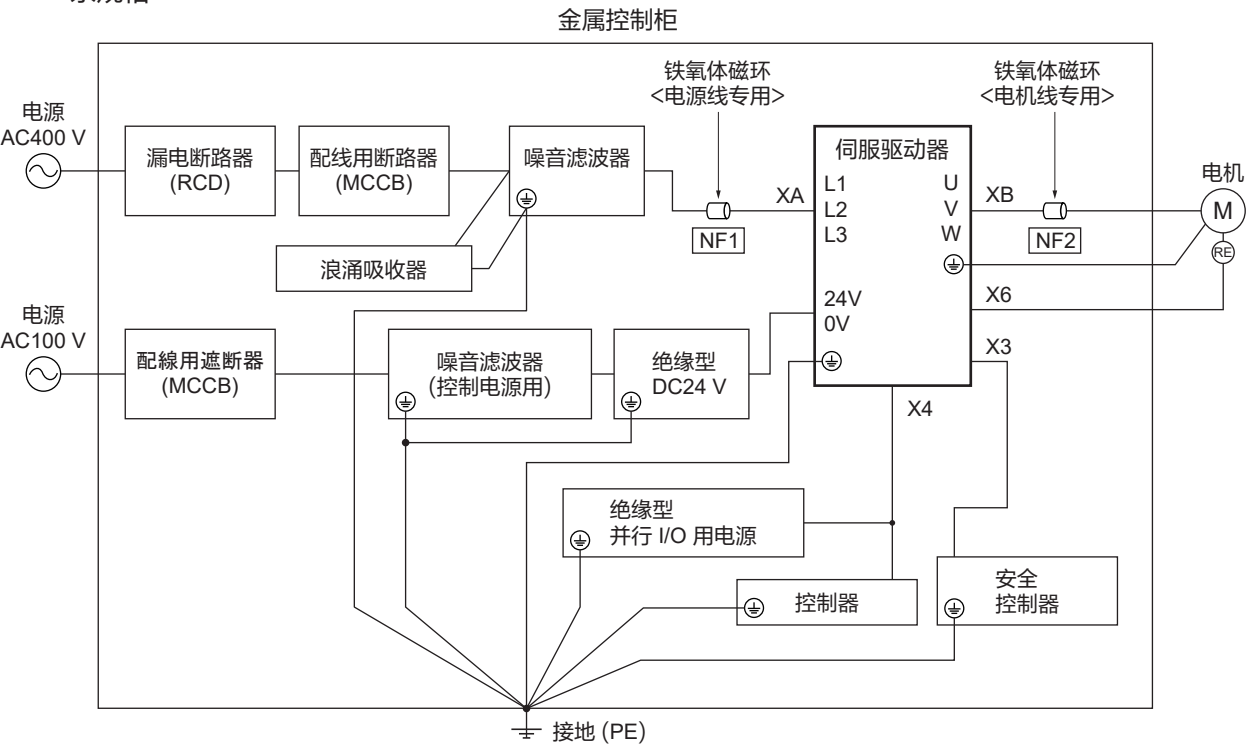 金属控制柜
铁氧体磁环
<电源线专用>
铁氧体磁环
<电机线专用>
电源
AC400 V
漏电断路器
(RCD)
配线用断路器
(MCCB)
噪音滤波器
浪涌吸收器
XA
NF1
伺服驱动器
L1
L2
L3
U
V
W
24V
0V
XB
NF2
电机
M
RE
X6
X3
X4
电源
AC100 V
配線用遮断器
(MCCB)
噪音滤波器
(控制电源用)
绝缘型
DC24 V
绝缘型
并行 I/O 用电源
控制器
安全
控制器
接地 (PE)